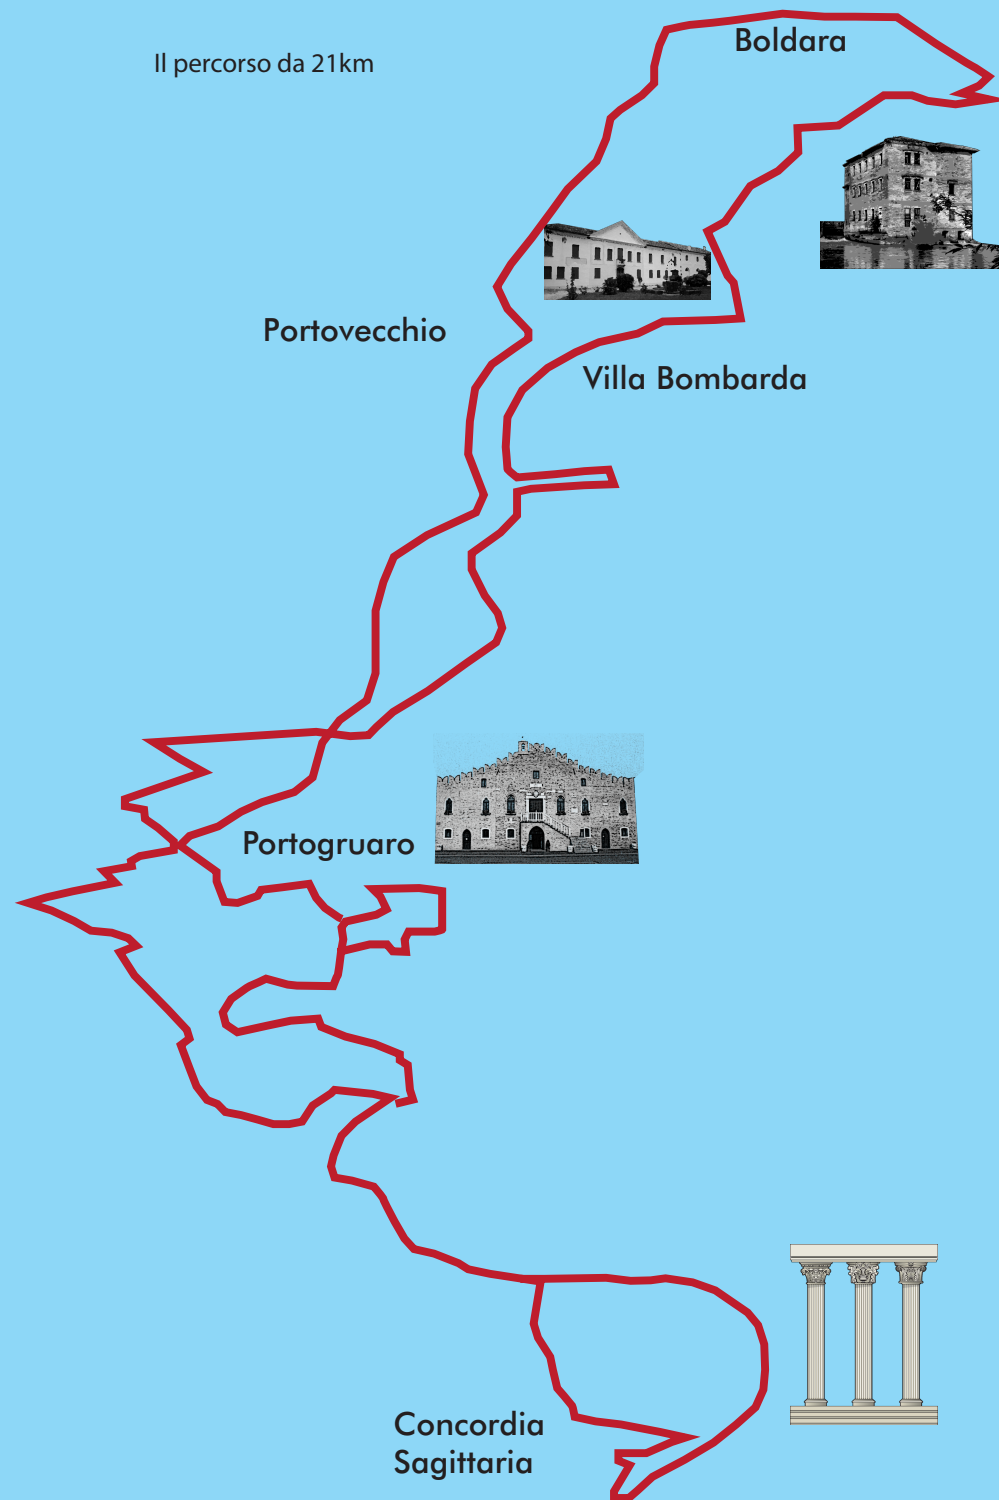 Boldara
Il percorso da 21km
Portovecchio
Villa Bombarda
Portogruaro
Concordia
Sagittaria